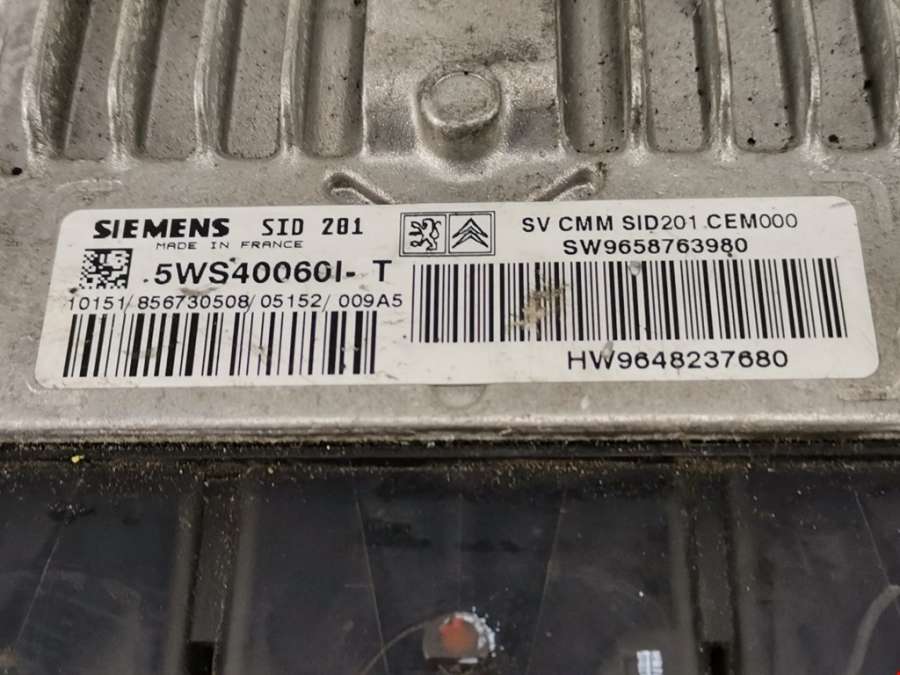 SIEMENS SID 201
MADE IN FRANCE
5WS40060I- T
10151/856730508/05152/009A5
SV CMM SID201 CEM000
SW9658763980
HW9648237680